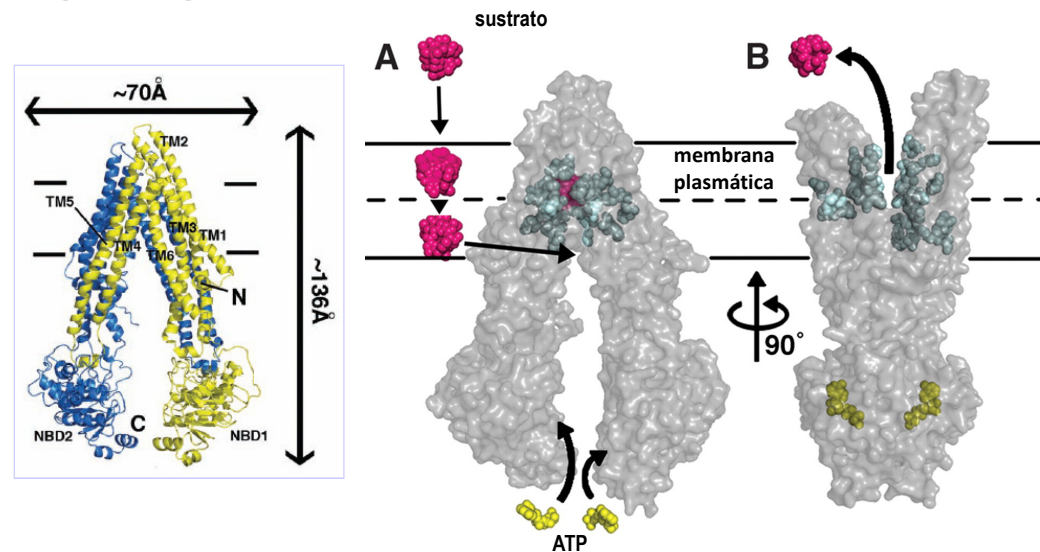 ~70Å
~136Å
TM2
TM5
TM3
TM1
TM4
TM6
N
C
NBD2
NBD1
sustrato
A
B
membrana
plasmática
90°
ATP